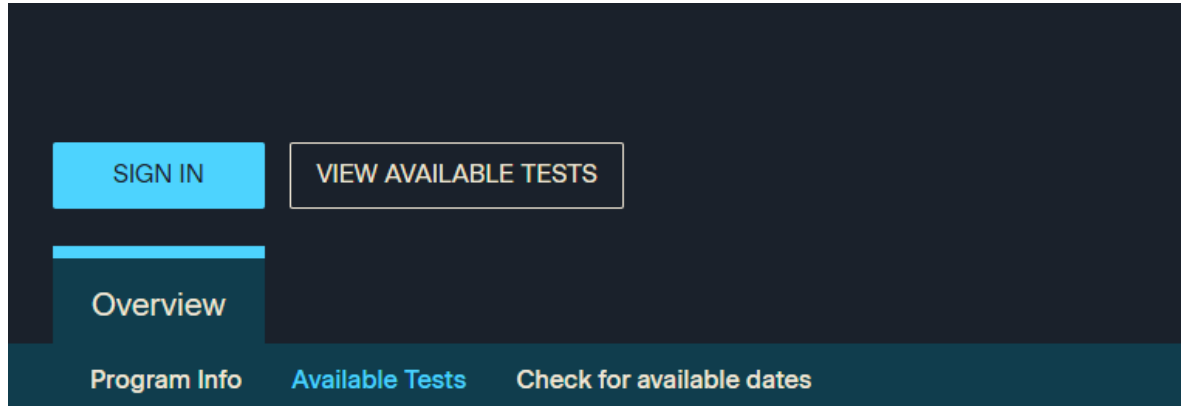 SIGN IN VIEW AVAILABLE TESTS
Overview
Program Info Available Tests Check for available dates